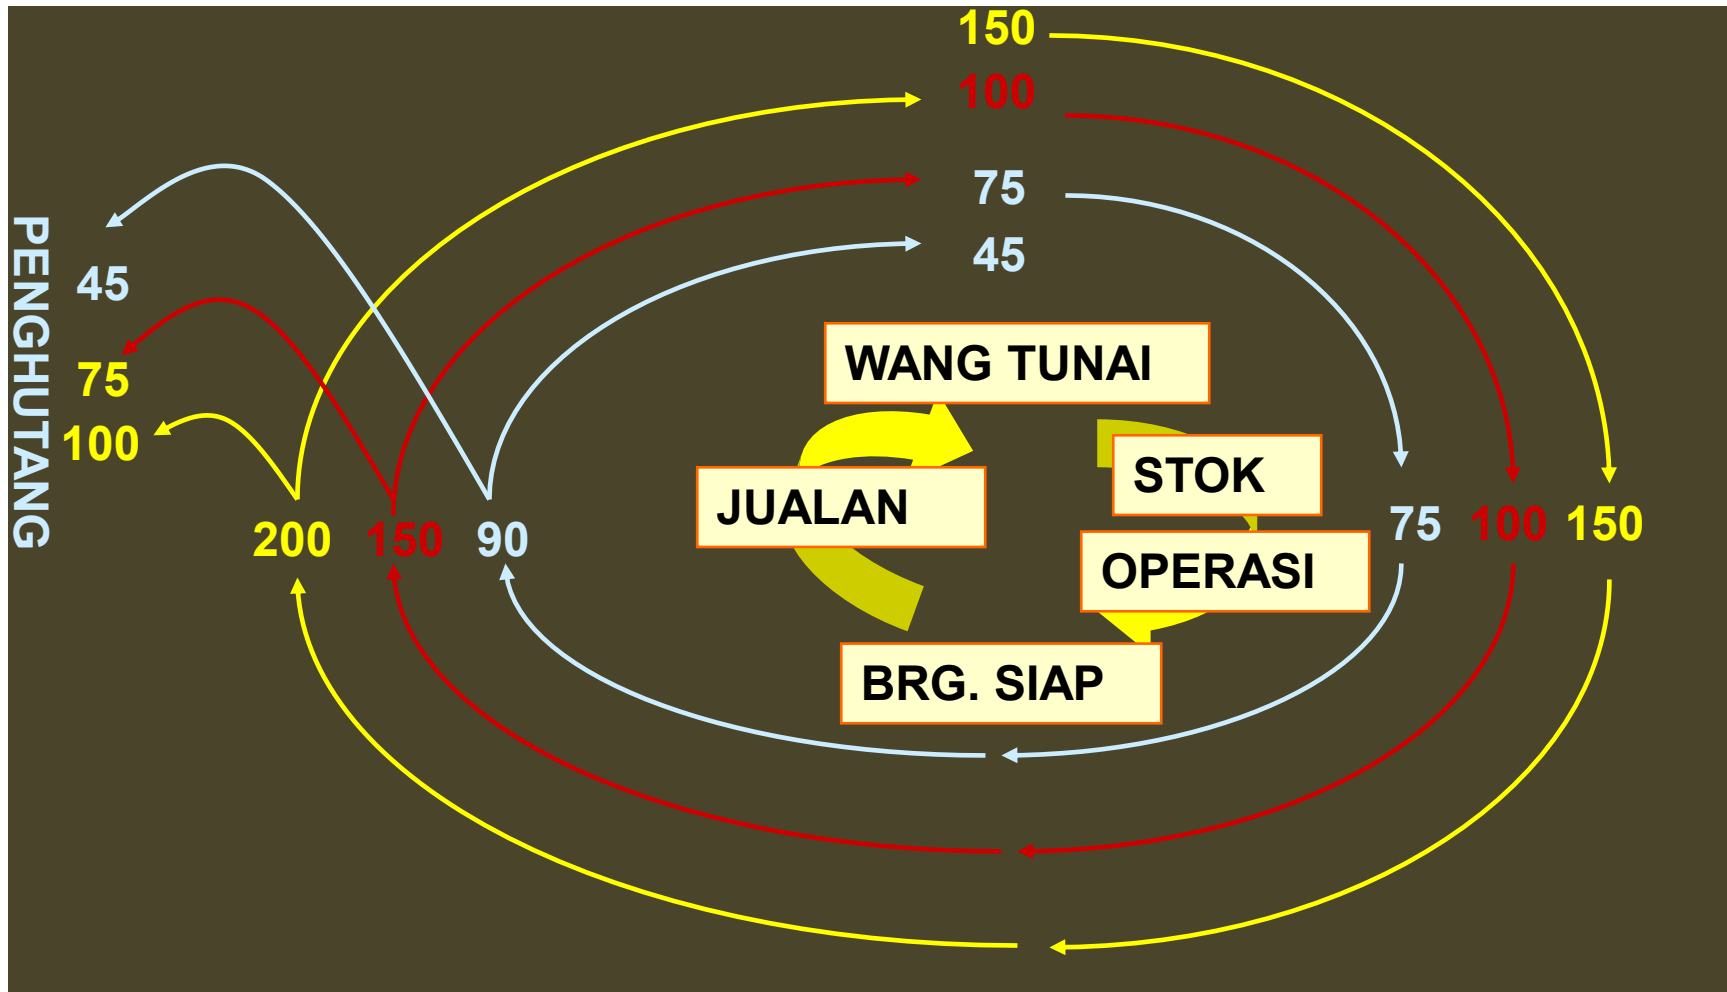 150
100
75
45
PENGHUTANG
45
75
100
WANG TUNAI
STOK
JUALAN
OPERASI
BRG. SIAP
200 150 90
75 100 150